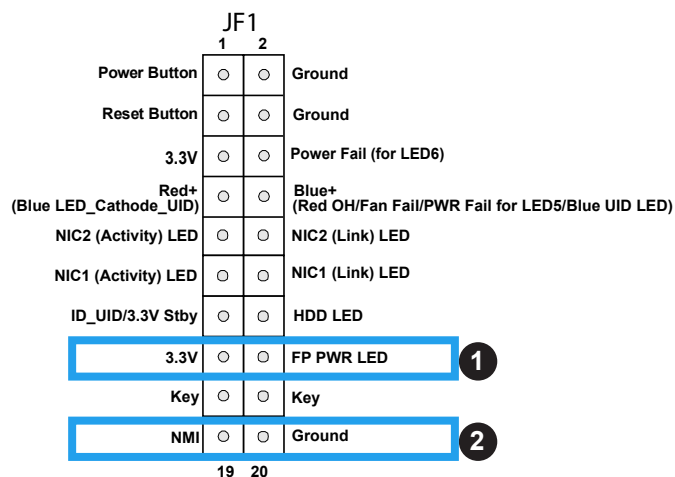 JF1
1 2
Power Button Ground
Reset Button Ground
3.3V Power Fail (for LED6)
Red+ Blue+
(Blue LED_Cathode_UID) (Red OH/Fan Fail/PWR Fail for LED5/Blue UID LED)
NIC2 (Activity) LED NIC2 (Link) LED
NIC1 (Activity) LED NIC1 (Link) LED
ID_UID/3.3V Stby HDD LED
3.3V FP PWR LED 1
Key Key
NMI Ground 2
19 20